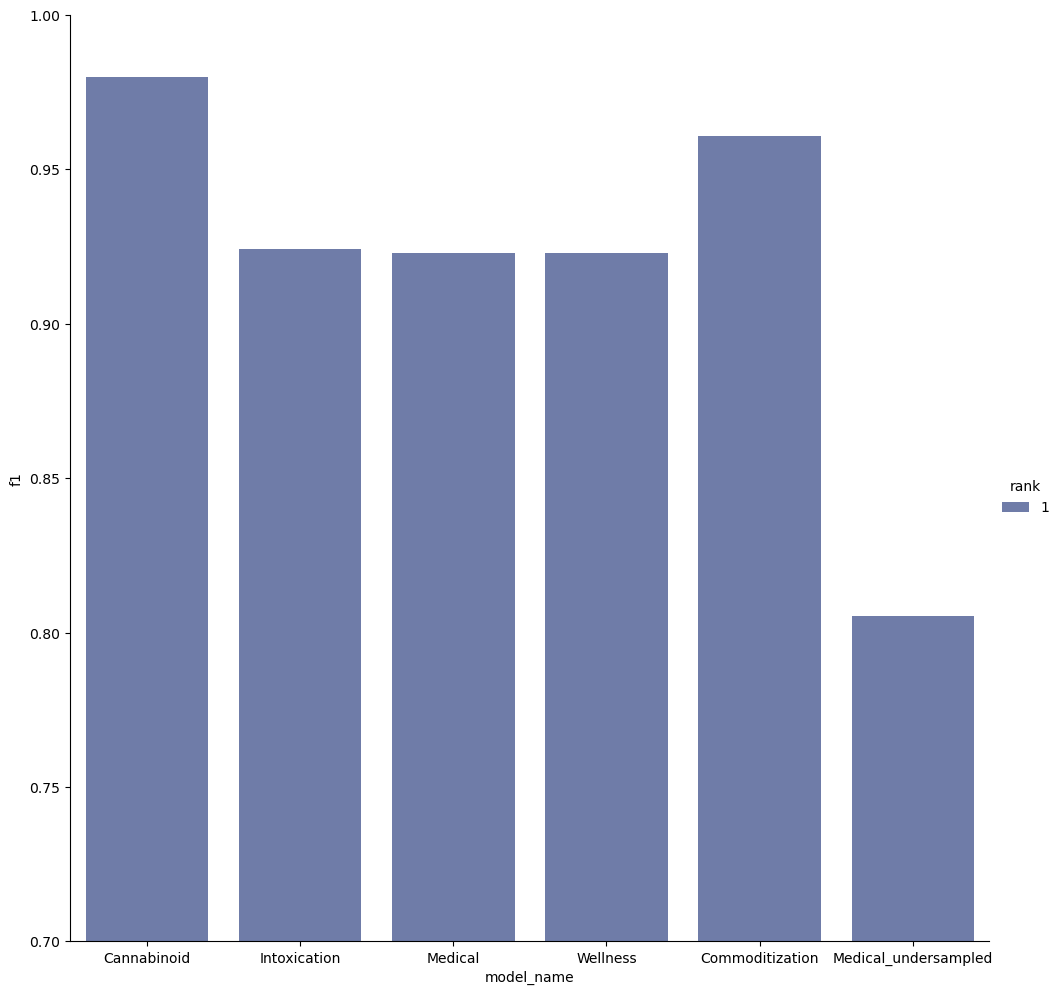 1.00
0.95
0.90
0.85
0.80
0.75
0.70
f1
Cannabinoid Intoxication Medical Wellness Commoditization Medical_undersampled
model_name
rank
1